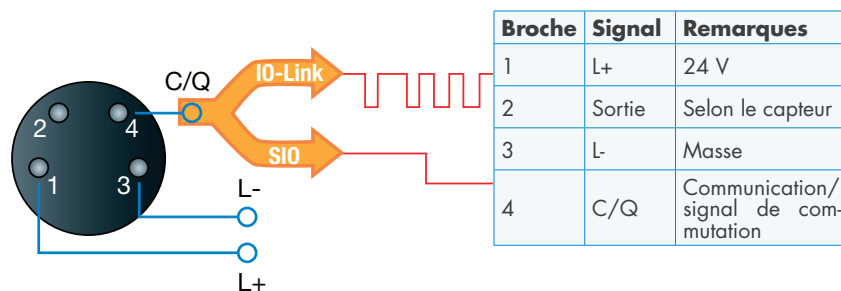 C/Q
IO-Link
SIO
2
4
1
3
L-
L+
Broche Signal Remarques
1 L+ 24 V
2 Sortie Selon le capteur
3 L- Masse
4 C/Q Communication/
signal de com-
mutation